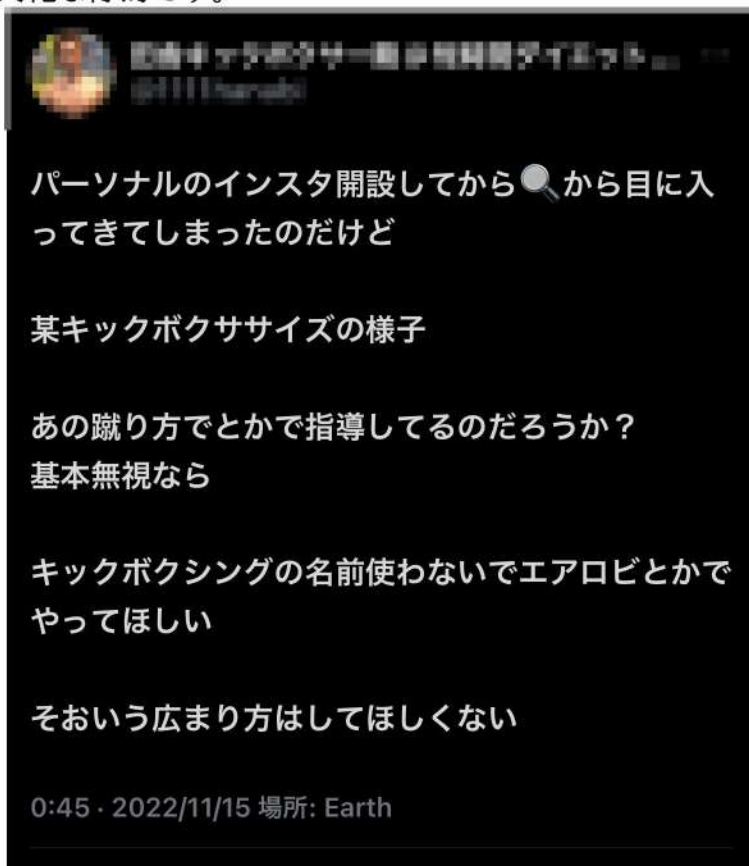 パーソナルのインスタ開設してから🔍から目に入
ってきてしまったのだけど
某キックボクササイズの様子
あの蹴り方でとかで指導してるのだろうか?
基本無視なら
キックボクシングの名前使わないでエアロビとかで
やってほしい
そおいう広まり方はしてほしくない
0:45 · 2022/11/15 場所: Earth